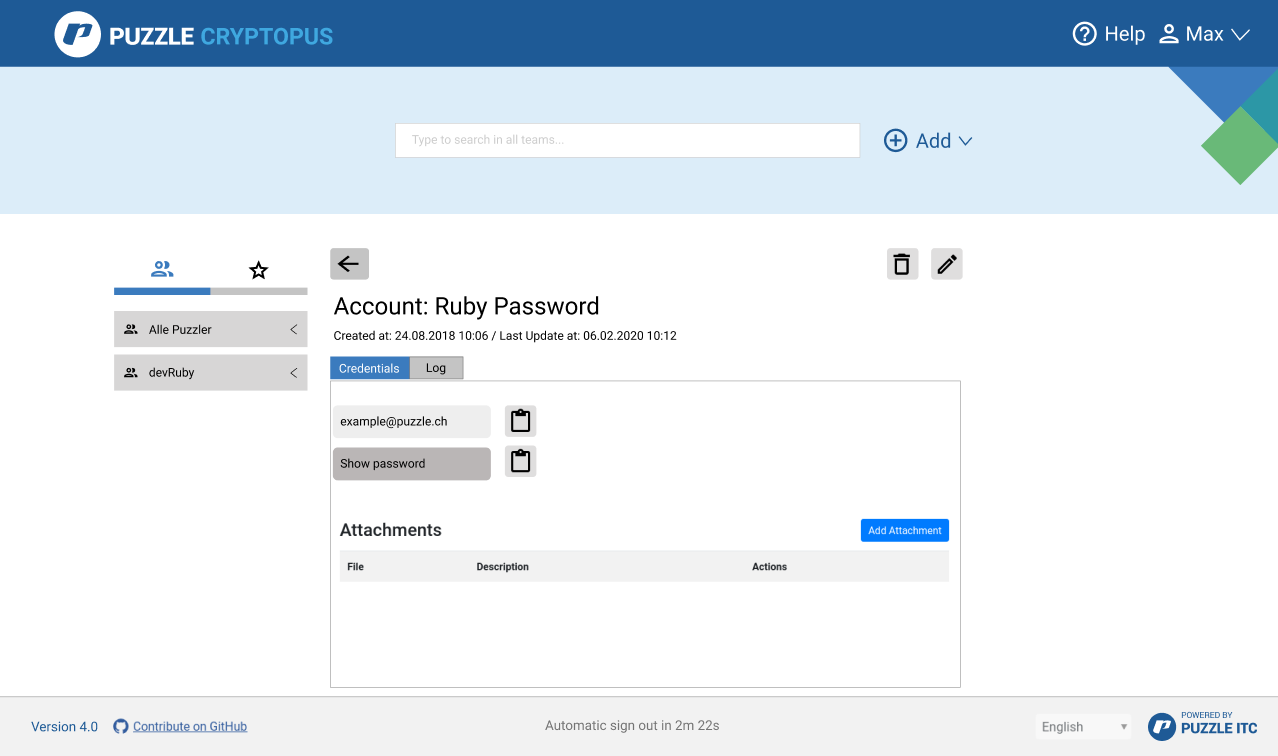 PUZZLE CRYPTOPUS
Help
Max
Type to search in all teams...
Add
Alle Puzzler
devRuby
Account: Ruby Password
Created at: 24.08.2018 10:06 / Last Update at: 06.02.2020 10:12
Credentials
Log
example@puzzle.ch
Show password
Attachments
Add Attachment
File
Description
Actions
Version 4.0
Contribute on GitHub
Automatic sign out in 2m 22s
English
POWERED BY
PUZZLE ITC